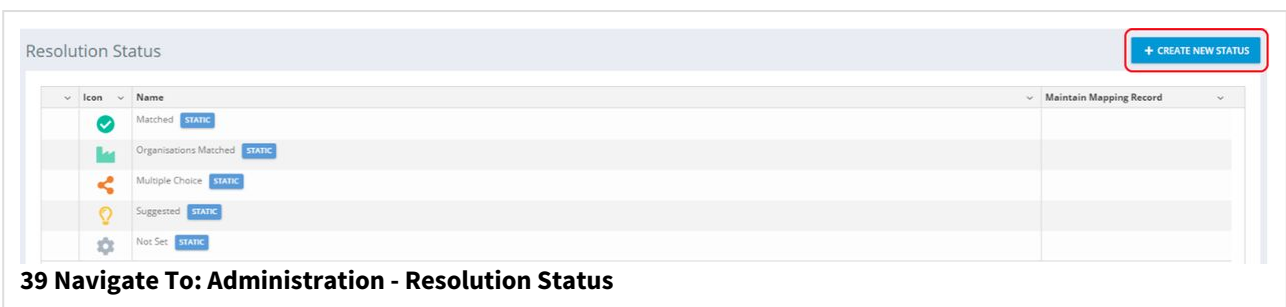 Resolution Status
+ CREATE NEW STATUS
Icon Name Maintain Mapping Record
Matched STATIC
Organisations Matched STATIC
Multiple Choice STATIC
Suggested STATIC
Not Set STATIC
39 Navigate To: Administration - Resolution Status